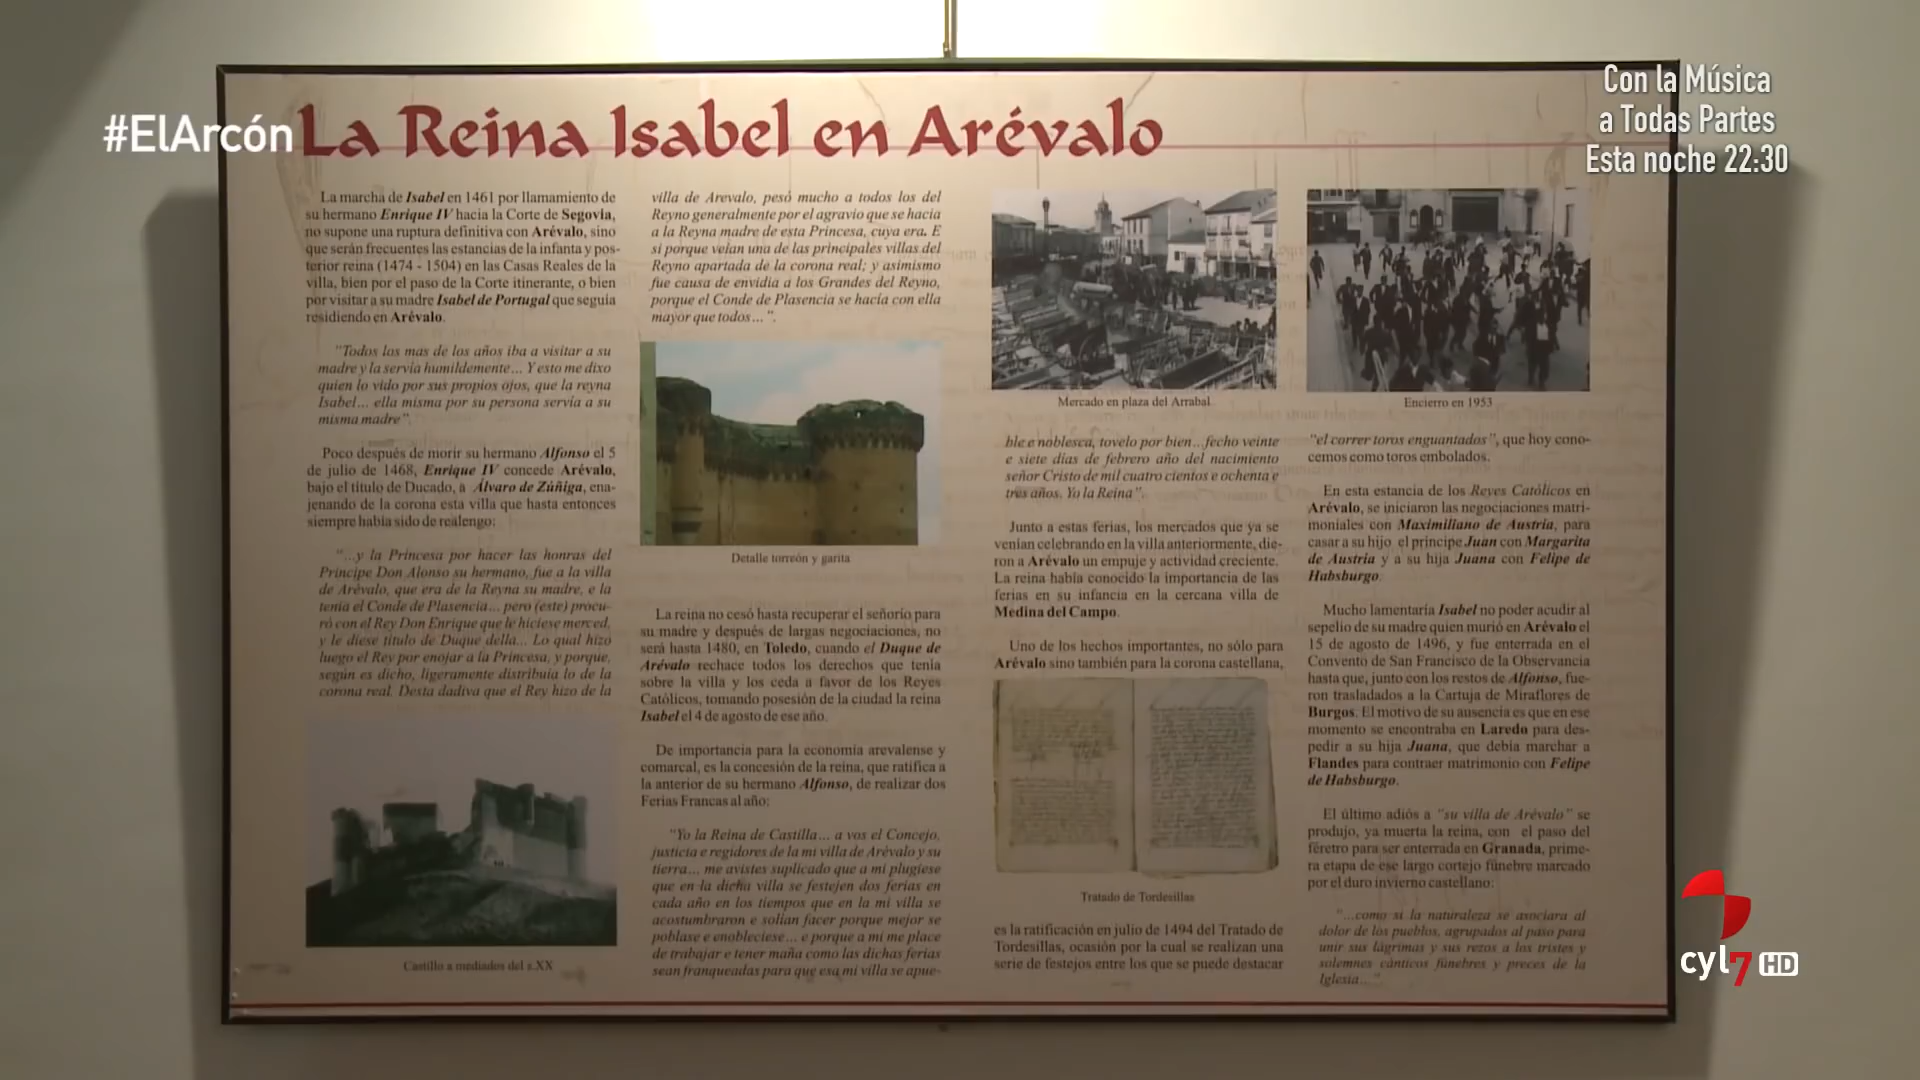 #ElArcón
Con la Música
a Todas Partes
Esta noche 22:30
La Reina Isabel en Arévalo
La marcha de Isabel en 1461 por llamamiento de
su hermano Enrique IV hacia la Corte de Segovia,
no supone una ruptura definitiva con Arévalo, sino
que serán frecuentes las estancias de la infanta y pos-
terior reina (1474 - 1504) en las Casas Reales de la
villa, bien por el paso de la Corte itinerante, o bien
por visitar a su madre Isabel de Portugal que seguía
residiendo en Arévalo.
"Todos los mas de los años iba a visitar a su
madre y la servía humildemente... Y esto me dixo
quien lo vido por sus propios ojos, que la reyna
Isabel... ella misma por su persona servía a su
misma madre".
Poco después de morir su hermano Alfonso el 5
de julio de 1468, Enrique IV concede Arévalo,
bajo el título de Ducado, a Álvaro de Zúñiga, ena-
jenando de la corona esta villa que hasta entonces
siempre había sido de realengo:
"...y la Princesa por hacer las honras del
Príncipe Don Alonso su hermano, fue a la villa
de Arévalo, que era de la Reyna su madre, e la
tenía el Conde de Plasencia... pero (este) procu-
ró con el Rey Don Enrique que le hiciese merced,
y le diese título de Duque della... Lo qual hizo
luego el Rey por enojar a la Princesa, y porque,
según es dicho, ligeramente distribuía lo de la
corona real. Desta dadiva que el Rey hizo de la
Castillo a mediados del s.XX
villa de Arevalo, pesó mucho a todos los del
Reyno generalmente por el agravio que se hacia
a la Reyna madre de esta Princesa, cuya era. E
si porque veían una de las principales villas del
Reyno apartada de la corona real; y asimismo
fue causa de envidia a los Grandes del Reyno,
porque el Conde de Plasencia se hacía con ella
mayor que todos...".
Detalle torreón y garita
La reina no cesó hasta recuperar el señorío para
su madre y después de largas negociaciones, no
será hasta 1480, en Toledo, cuando el Duque de
Arévalo rechace todos los derechos que tenía
sobre la villa y los ceda a favor de los Reyes
Católicos, tomando posesión de la ciudad la reina
Isabel el 4 de agosto de ese año.
De importancia para la economía arevalense y
comarcal, es la concesión de la reina, que ratifica a
la anterior de su hermano Alfonso, de realizar dos
Ferias Francas al año:
"Yo la Reina de Castilla... a vos el Concejo,
justicia e regidores de la mi villa de Arévalo y su
tierra... me avistes suplicado que a mi plugiese
que en la dicha villa se festejen dos ferias en
cada año en los tiempos que en la mi villa se
acostumbraron e solían facer porque mejor se
poblase e enobleciese... e porque a mi me place
de trabajar e tener maña como las dichas ferias
sean franqueadas para que esa mi villa se apue-
Mercado en plaza del Arrabal
ble e noblesca, tovelo por bien...fecho veinte
e siete días de febrero año del nacimiento
señor Cristo de mil cuatro cientos e ochenta e
tres años. Yo la Reina".
Junto a estas ferias, los mercados que ya se
venían celebrando en la villa anteriormente, die-
ron a Arévalo un empuje y actividad creciente.
La reina había conocido la importancia de las
ferias en su infancia en la cercana villa de
Medina del Campo.
Uno de los hechos importantes, no sólo para
Arévalo sino también para la corona castellana,
Tratado de Tordesillas
es la ratificación en julio de 1494 del Tratado de
Tordesillas, ocasión por la cual se realizan una
serie de festejos entre los que se puede destacar
Encierro en 1953
"el correr toros enguantados", que hoy cono-
cemos como toros embolados.
En esta estancia de los Reyes Católicos en
Arévalo, se iniciaron las negociaciones matri-
moniales con Maximiliano de Austria, para
casar a su hijo el príncipe Juan con Margarita
de Austria y a su hija Juana con Felipe de
Habsburgo.
Mucho lamentaría Isabel no poder acudir al
sepelio de su madre quien murió en Arévalo el
15 de agosto de 1496, y fue enterrada en el
Convento de San Francisco de la Observancia
hasta que, junto con los restos de Alfonso, fue-
ron trasladados a la Cartuja de Miraflores de
Burgos. El motivo de su ausencia es que en ese
momento se encontraba en Laredo para des-
pedir a su hija Juana, que debía marchar a
Flandes para contraer matrimonio con Felipe
de Habsburgo.
El último adiós a "su villa de Arévalo" se
produjo, ya muerta la reina, con el paso del
féretro para ser enterrada en Granada, prime-
ra etapa de ese largo cortejo fúnebre marcado
por el duro invierno castellano:
"...como si la naturaleza se asociara al
dolor de los pueblos, agrupados al paso para
unir sus lágrimas y sus rezos a los tristes y
solemnes cánticos fúnebres y preces de la
Iglesia..."
cyl7 HD